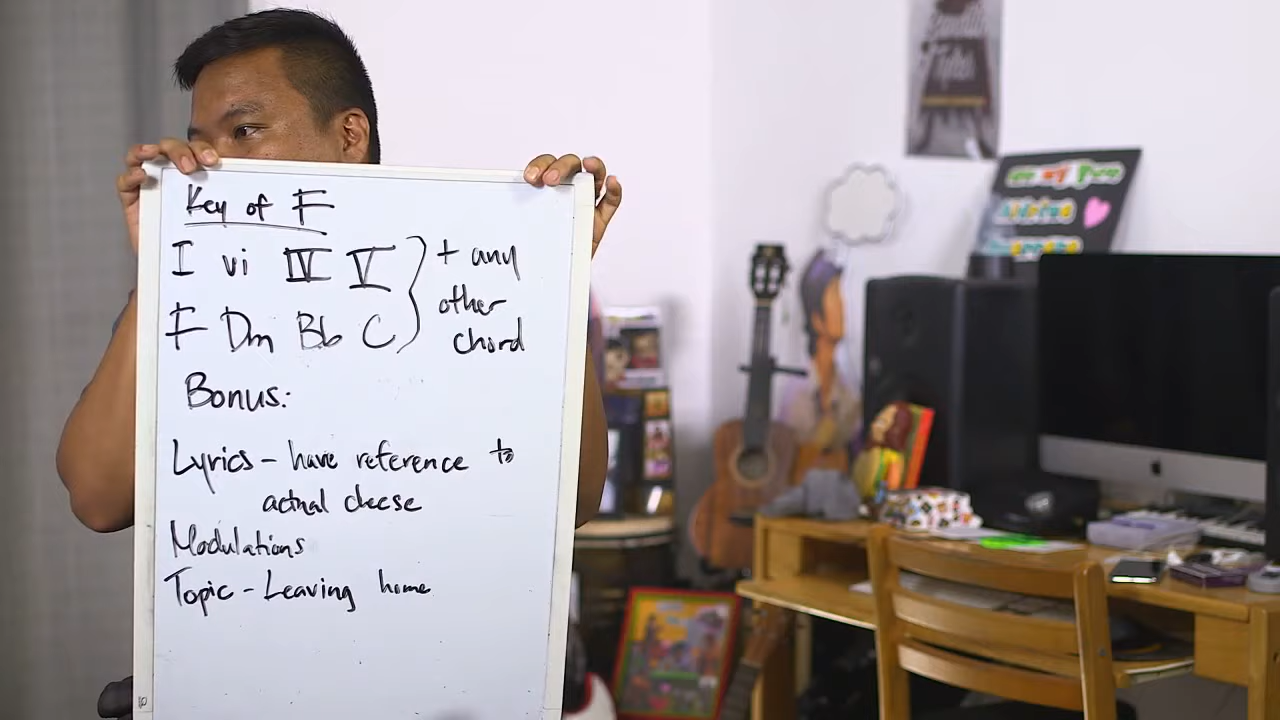 Key of F
I vi IV V } + any
F Dm Bb C other
chord
Bonus:
Lyrics - have reference to
actual cheese
Modulations
Topic - Leaving home